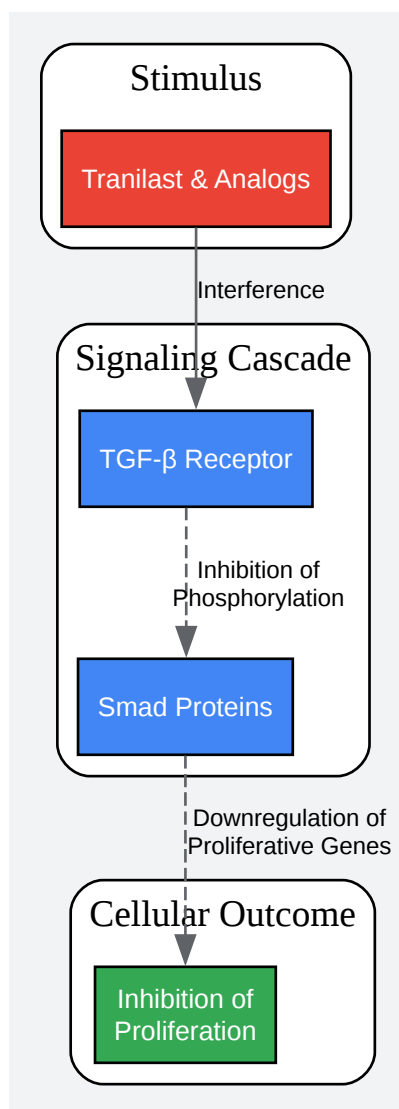 Stimulus
Tranilast & Analogs
Interference
Signaling Cascade
TGF-β Receptor
Inhibition of
Phosphorylation
Smad Proteins
Downregulation of
Proliferative Genes
Cellular Outcome
Inhibition of
Proliferation